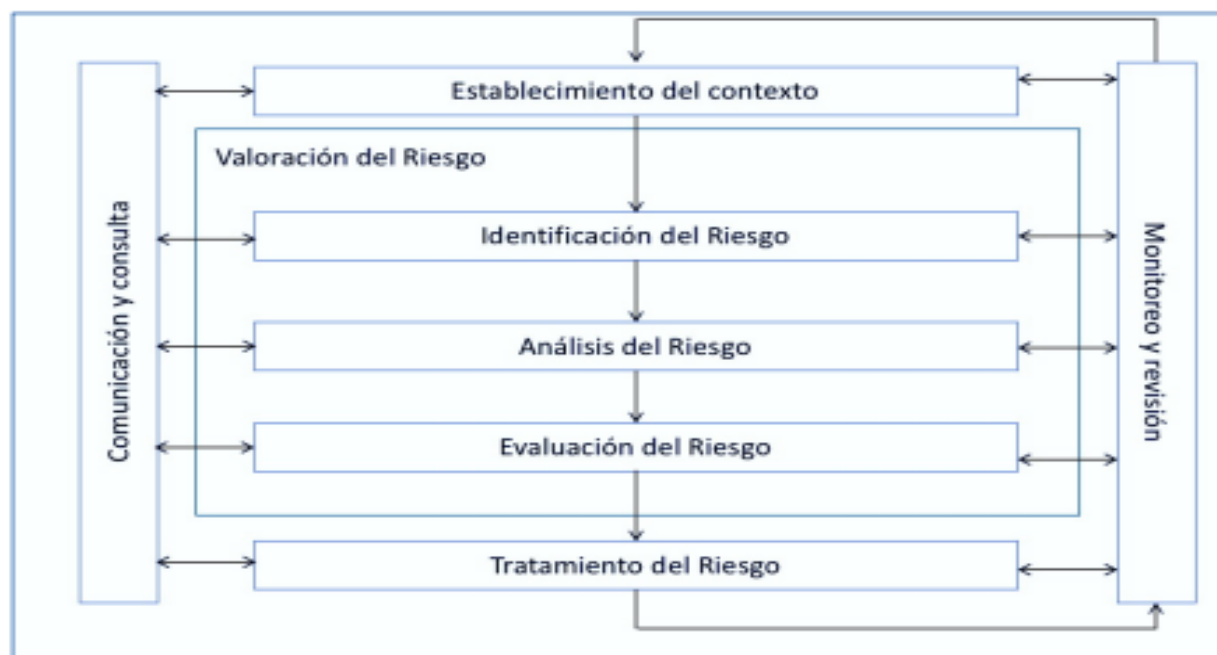 Establecimiento del contexto
Valoración del Riesgo
Identificación del Riesgo
Análisis del Riesgo
Evaluación del Riesgo
Tratamiento del Riesgo
Comunicación y consulta
Monitoreo y revisión